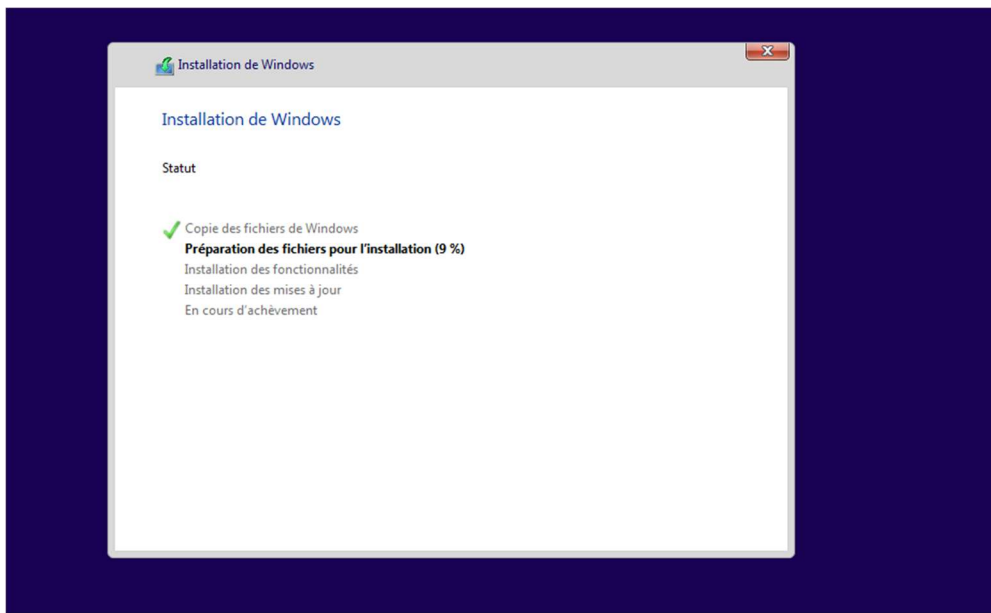 Installation de Windows
Installation de Windows
Statut
Copie des fichiers de Windows
Préparation des fichiers pour l'installation (9 %)
Installation des fonctionnalités
Installation des mises à jour
En cours d'achèvement